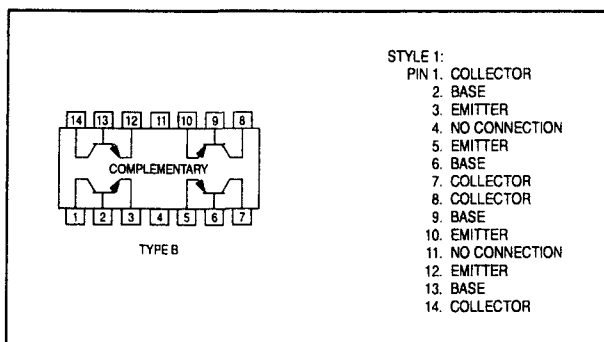 STYLE 1:
PIN 1. COLLECTOR
2. BASE
3. EMITTER
4. NO CONNECTION
5. EMITTER
6. BASE
7. COLLECTOR
8. COLLECTOR
9. BASE
10. EMITTER
11. NO CONNECTION
12. EMITTER
13. BASE
14. COLLECTOR
14 13 12 11 10 9 8
COMPLEMENTARY
1 2 3 4 5 6 7
TYPE B